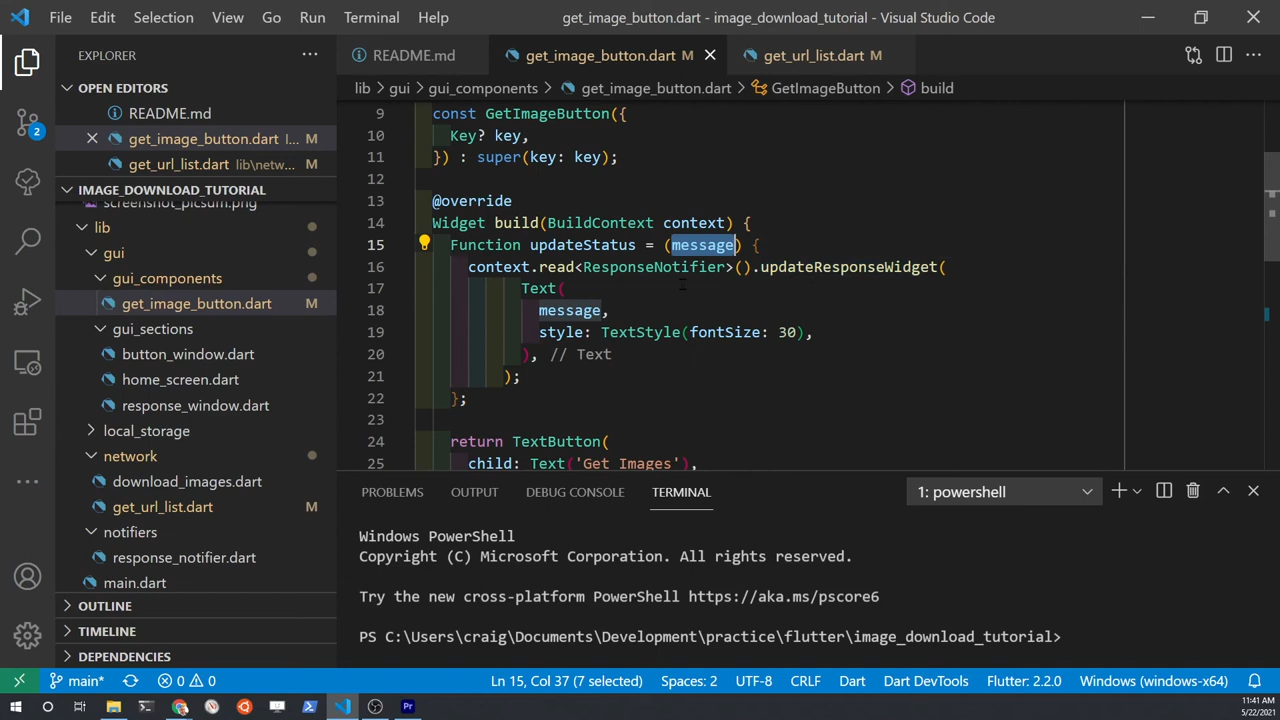 File Edit Selection View Go Run Terminal Help
get_image_button.dart - image_download_tutorial - Visual Studio Code
EXPLORER
OPEN EDITORS
README.md
get_image_button.dart l... M
get_url_list.dart lib\netw... M
IMAGE_DOWNLOAD_TUTORIAL
screenshot_picsum.png
lib
gui
gui_components
get_image_button.dart
gui_sections
button_window.dart
home_screen.dart
response_window.dart
local_storage
network
download_images.dart
get_url_list.dart M
notifiers
response_notifier.dart
main.dart
OUTLINE
TIMELINE
DEPENDENCIES
2
README.md get_image_button.dart M get_url_list.dart M
lib > gui > gui_components > get_image_button.dart > GetImageButton > build
9 const GetImageButton({
10 Key? key,
11 }) : super(key: key);
12
13 @override
14 Widget build(BuildContext context) {
15 Function updateStatus = (message) {
16 context.read<ResponseNotifier>().updateResponseWidget(
17 Text(
18 message,
19 style: TextStyle(fontSize: 30),
20 ), // Text
21 );
22 };
23
24 return TextButton(
25 child: Text('Get Images'),
PROBLEMS OUTPUT DEBUG CONSOLE TERMINAL 1: powershell
Windows PowerShell
Copyright (C) Microsoft Corporation. All rights reserved.
Try the new cross-platform PowerShell https://aka.ms/pscore6
PS C:\Users\craig\Documents\Development\practice\flutter\image_download_tutorial>
main* 0 0 Ln 15, Col 37 (7 selected) Spaces: 2 UTF-8 CRLF Dart Dart DevTools Flutter: 2.2.0 Windows (windows-x64)
11:41 AM
5/22/2021